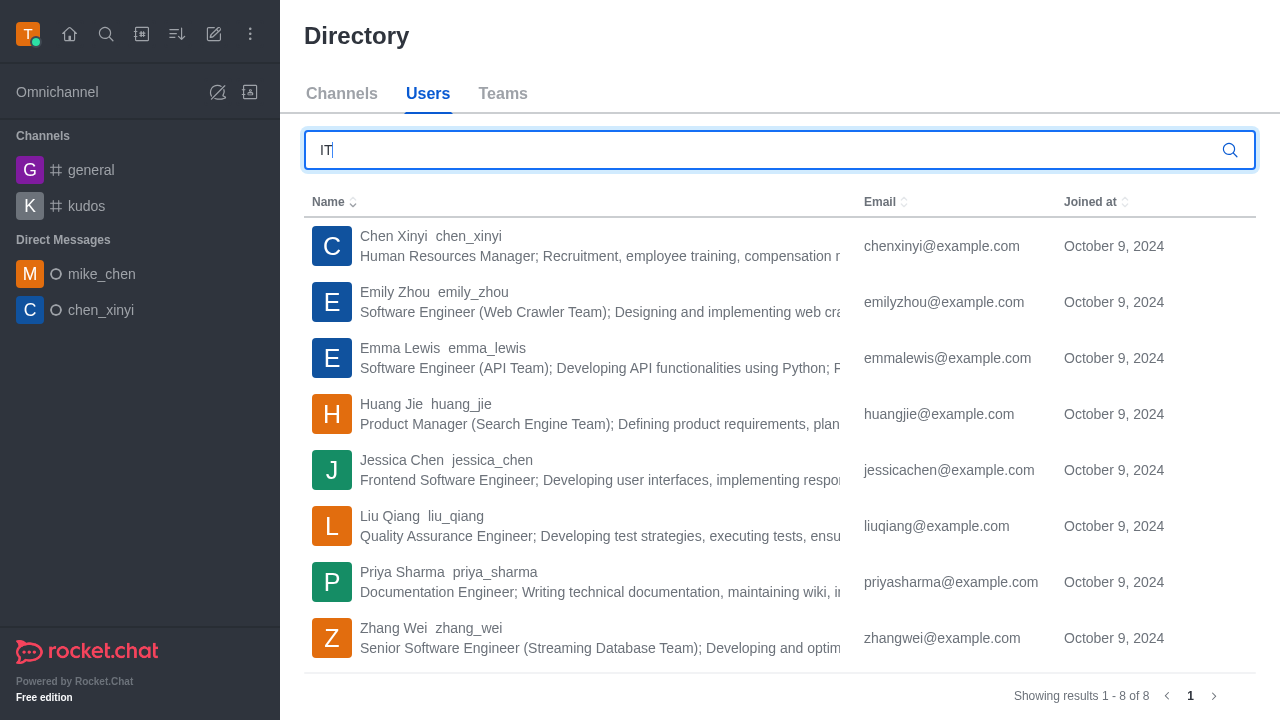 T
Directory
Omnichannel
Channels
G general
K kudos
Direct Messages
M mike_chen
C chen_xinyi
rocket.chat
Powered by Rocket.Chat
Free edition
Channels Users Teams
IT
Name Email Joined at
C Chen Xinyi chen_xinyi chenxinyi@example.com October 9, 2024
Human Resources Manager; Recruitment, employee training, compensation
E Emily Zhou emily_zhou emilyzhou@example.com October 9, 2024
Software Engineer (Web Crawler Team); Designing and implementing web
E Emma Lewis emma_lewis emmalewis@example.com October 9, 2024
Software Engineer (API Team); Developing API functionalities using Python;
H Huang Jie huang_jie huangjie@example.com October 9, 2024
Product Manager (Search Engine Team); Defining product requirements, plan
J Jessica Chen jessica_chen jessicachen@example.com October 9, 2024
Frontend Software Engineer; Developing user interfaces, implementing respo
L Liu Qiang liu_qiang liuqiang@example.com October 9, 2024
Quality Assurance Engineer; Developing test strategies, executing tests, ensu
P Priya Sharma priya_sharma priyasharma@example.com October 9, 2024
Documentation Engineer; Writing technical documentation, maintaining wiki,
Z Zhang Wei zhang_wei zhangwei@example.com October 9, 2024
Senior Software Engineer (Streaming Database Team); Developing and optim
Showing results 1 - 8 of 8 1